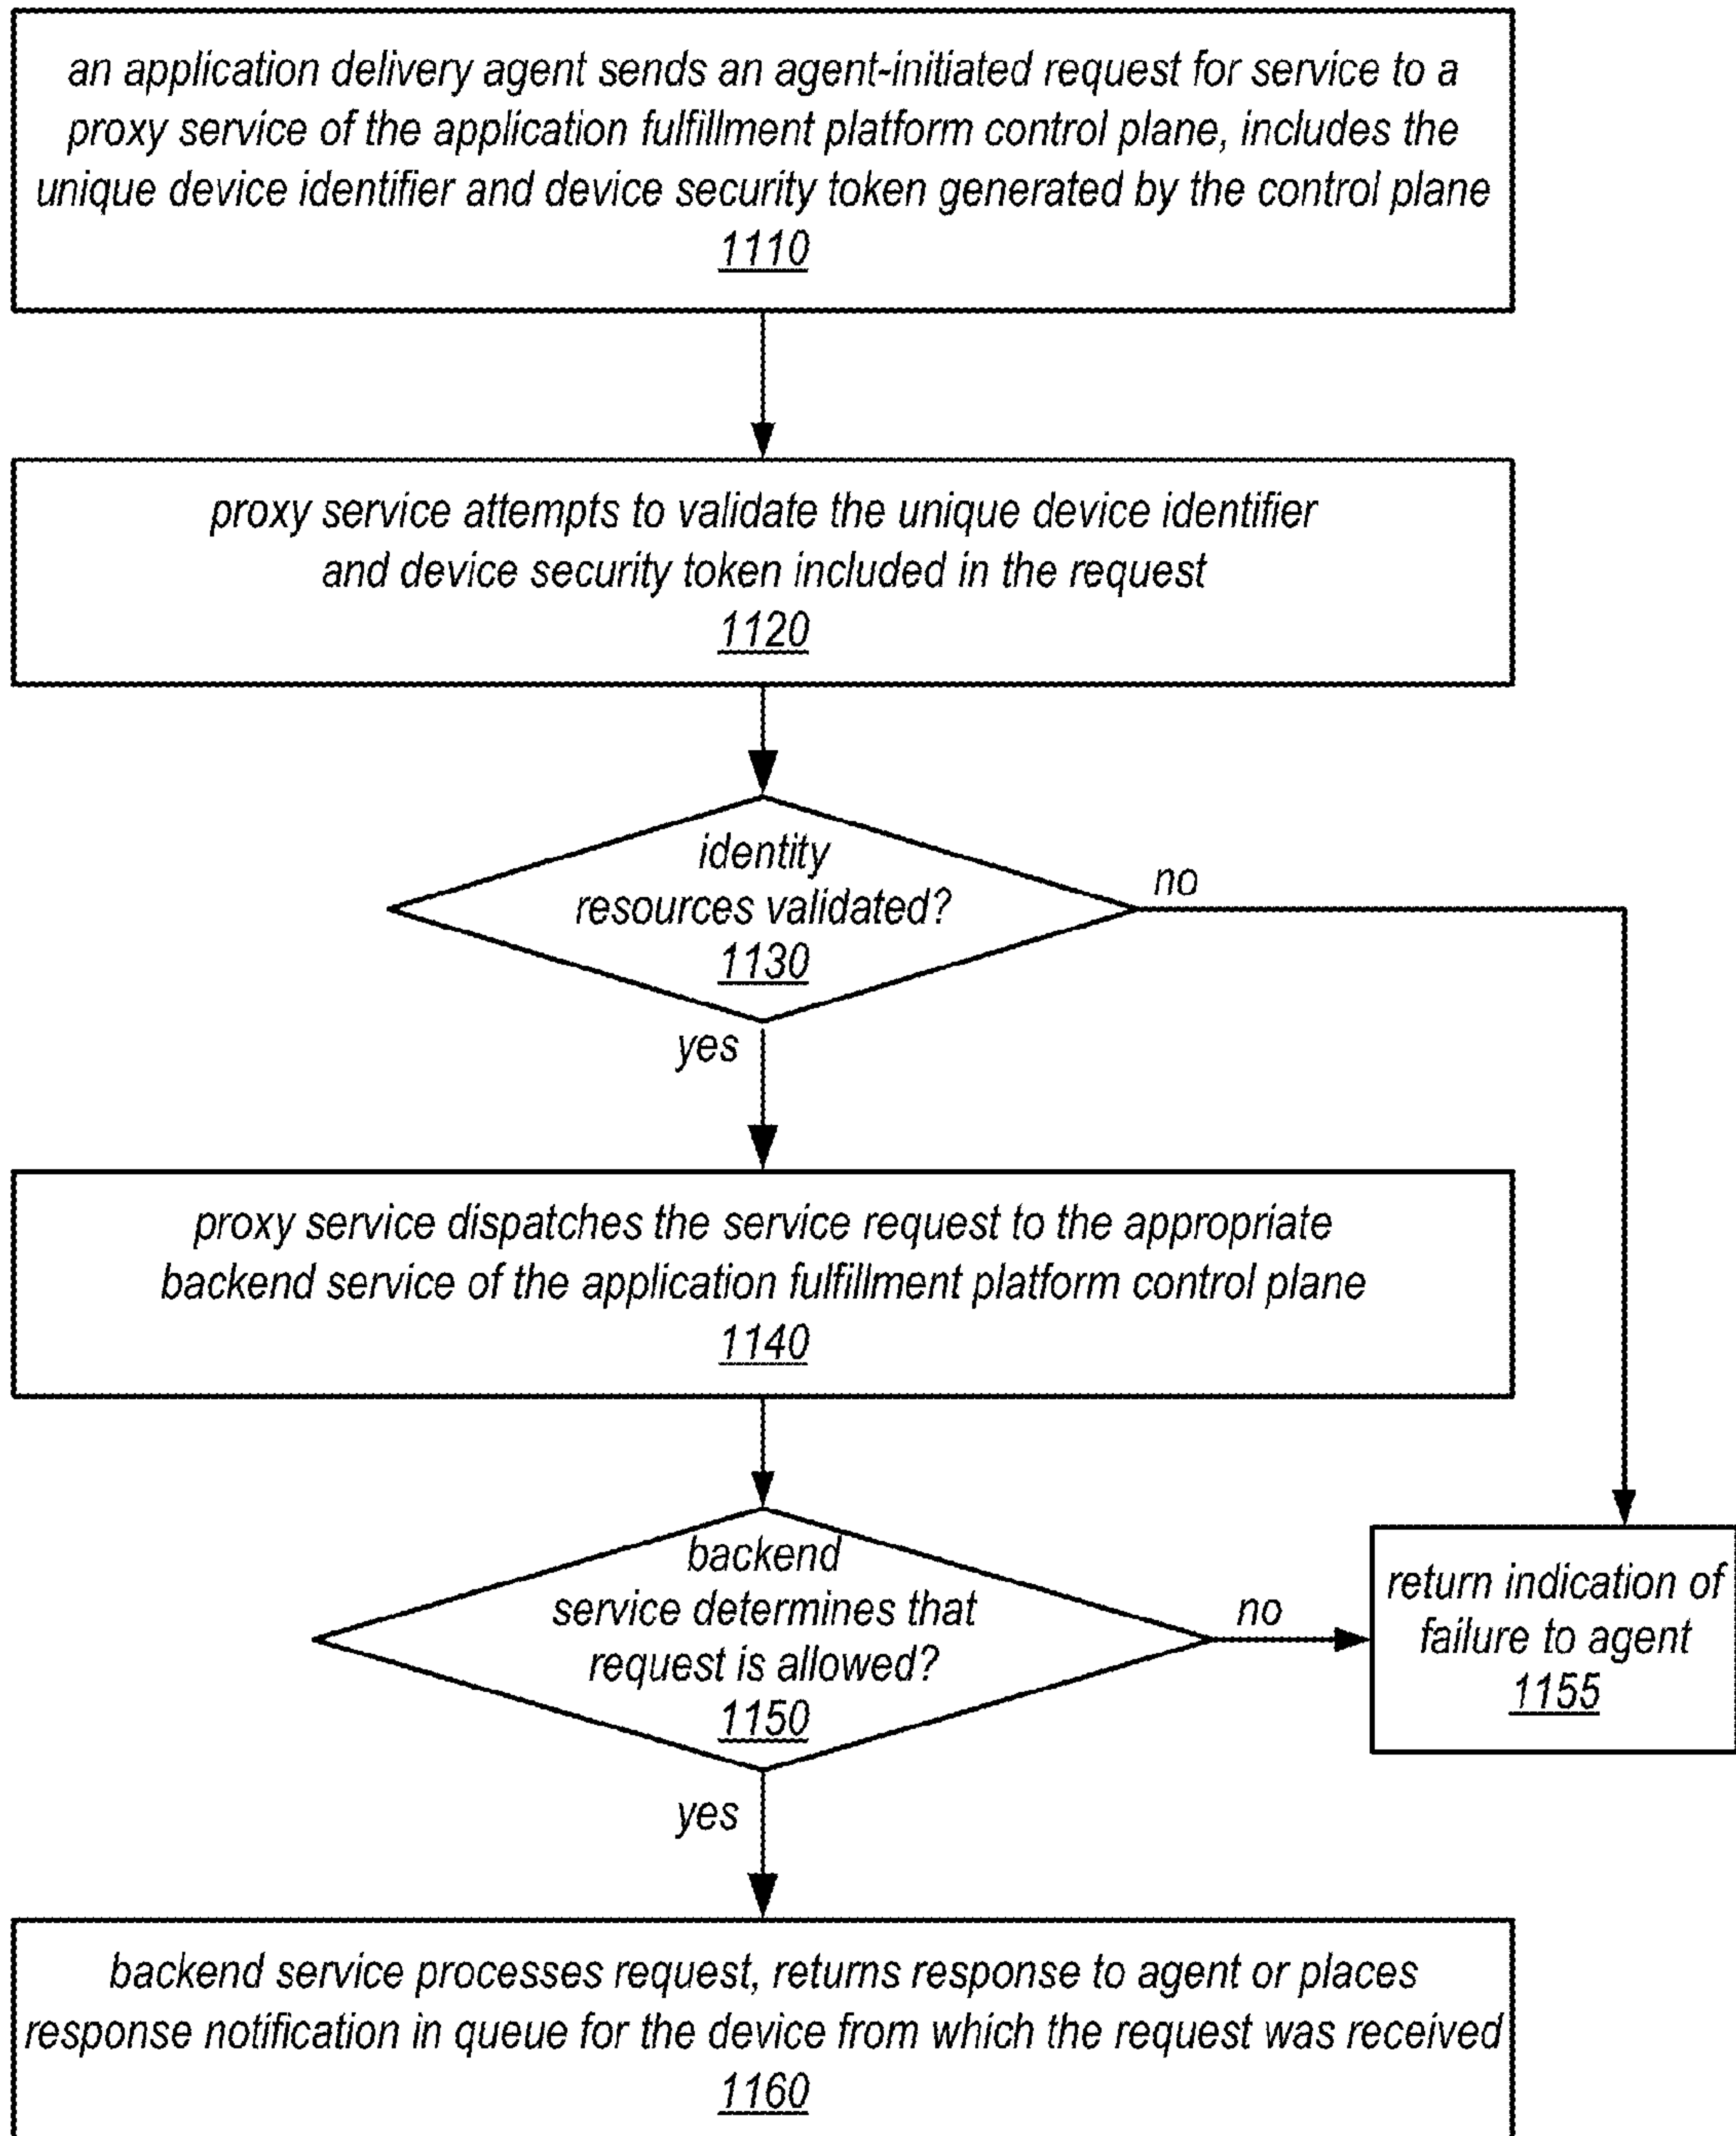 an application delivery agent sends an agent-initiated request for service to a
proxy service of the application fulfillment platform control plane, includes the
unique device identifier and device security token generated by the control plane
1110
proxy service attempts to validate the unique device identifier
and device security token included in the request
1120
identity
resources validated?
1130
no
yes
proxy service dispatches the service request to the appropriate
backend service of the application fulfillment platform control plane
1140
backend
service determines that
request is allowed?
1150
no
return indication of
failure to agent
1155
yes
backend service processes request, returns response to agent or places
response notification in queue for the device from which the request was received
1160